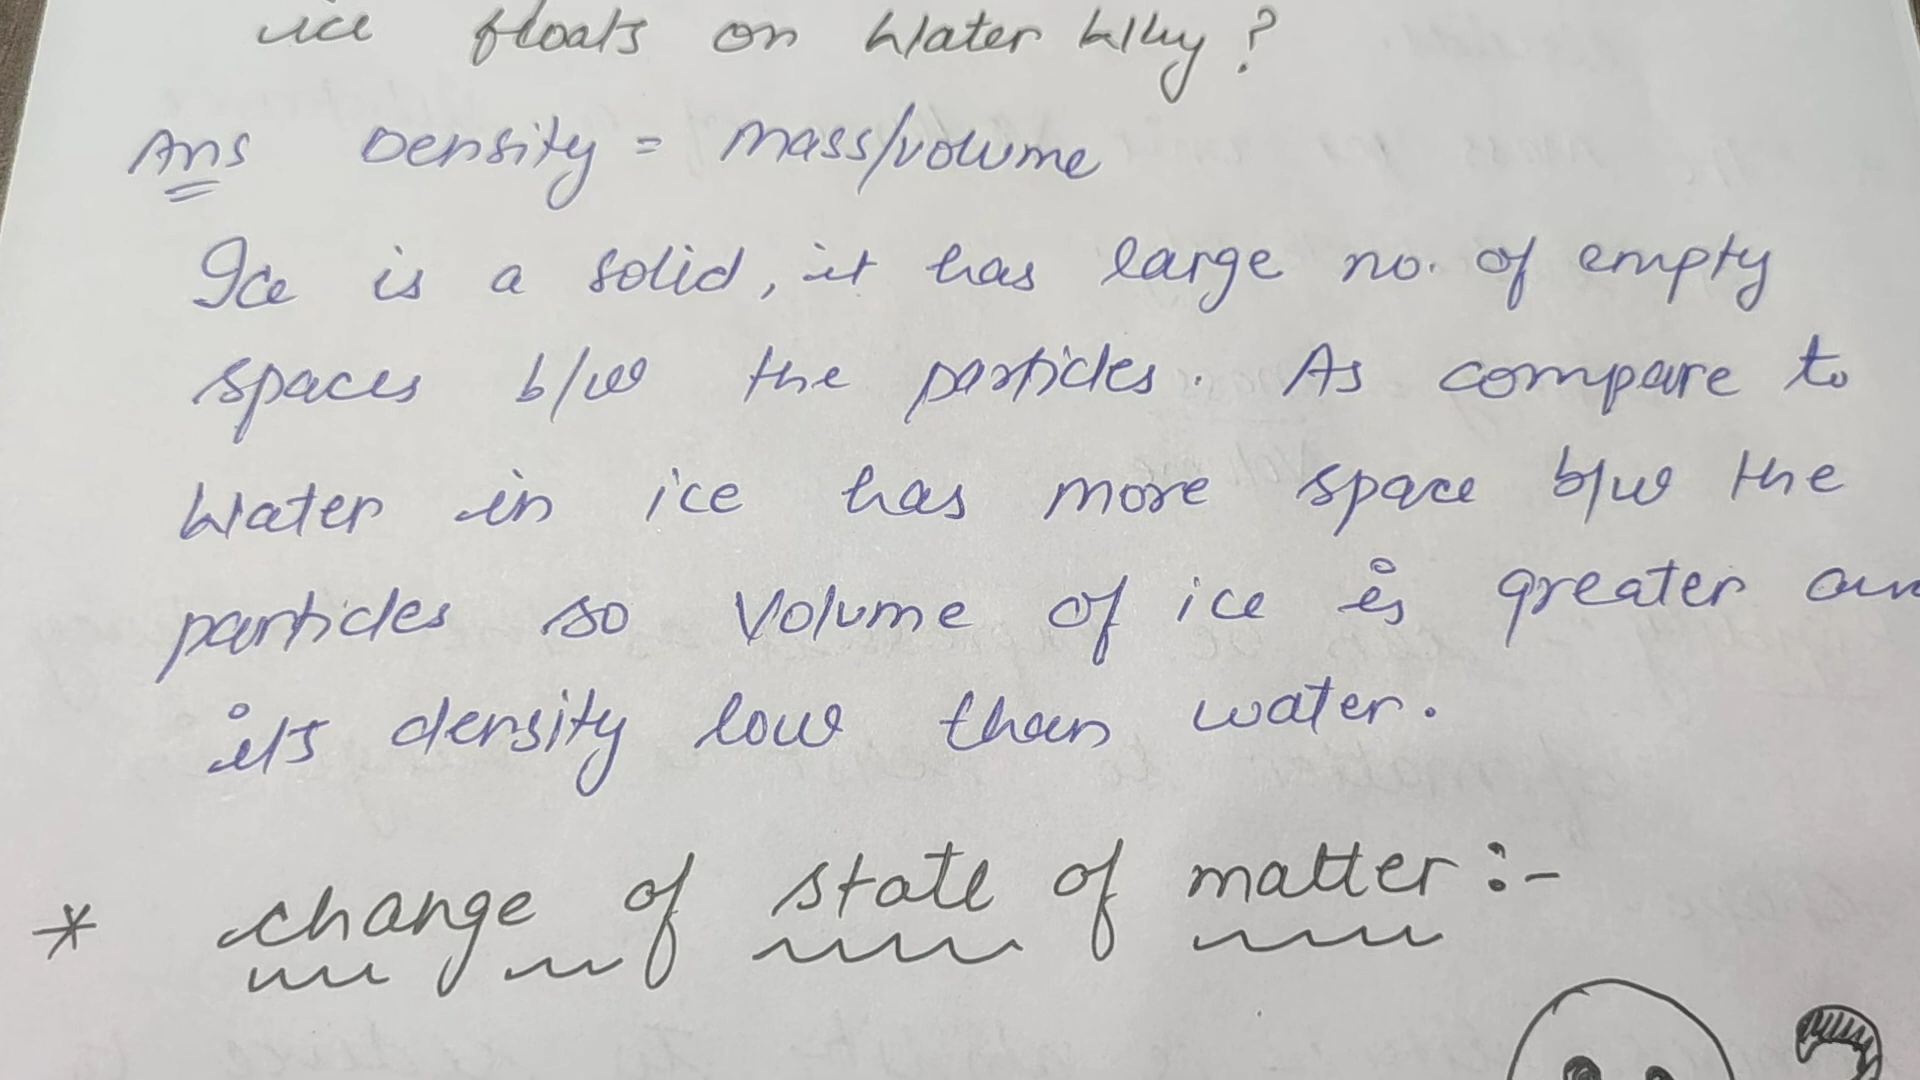 ice floats on Water Why?
Ans Density = mass/volume
Ice is a solid, it has large no. of empty
spaces b/w the particles. As compare to
Water in ice has more space b/w the
particles so Volume of ice is greater
its density low than water.
* change of state of matter :-